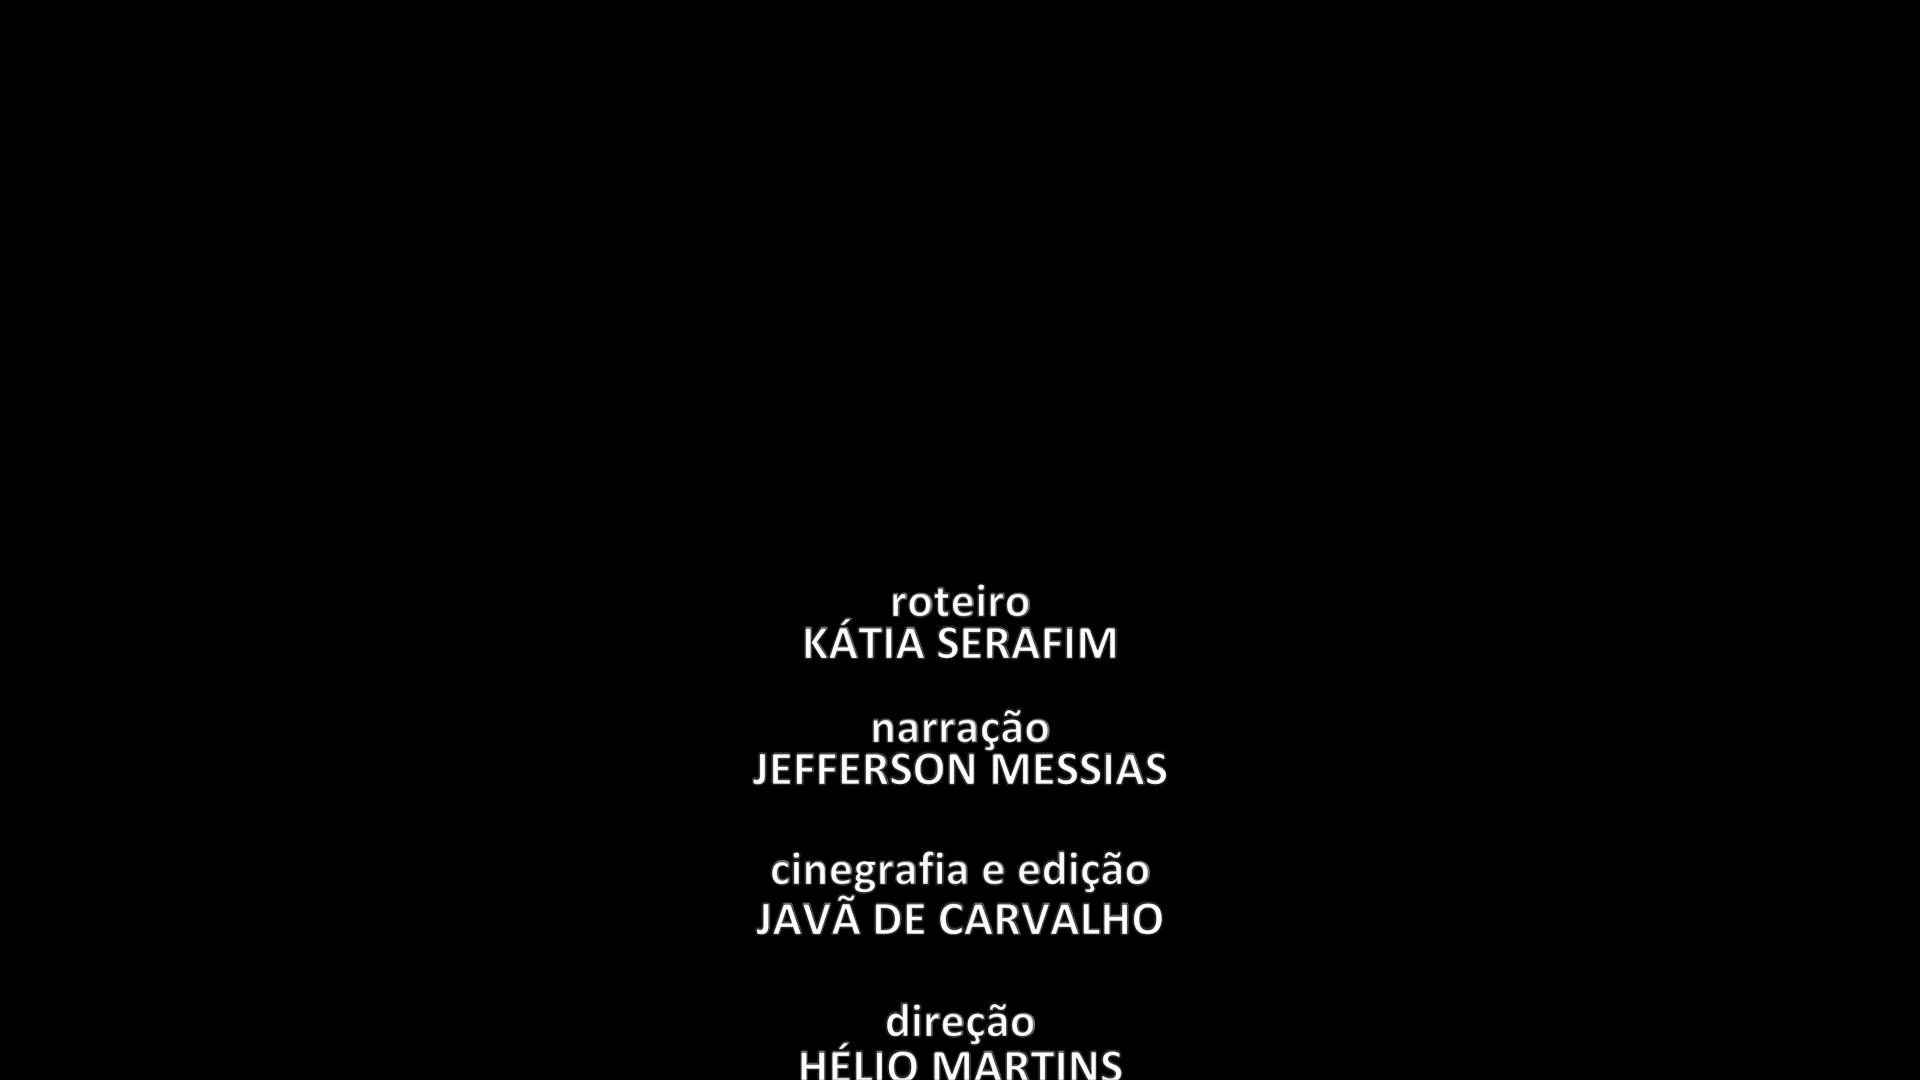 roteiro
KÁTIA SERAFIM
narração
JEFFERSON MESSIAS
cinegrafia e edição
JAVÃ DE CARVALHO
direção
HÉLIO MARTINS